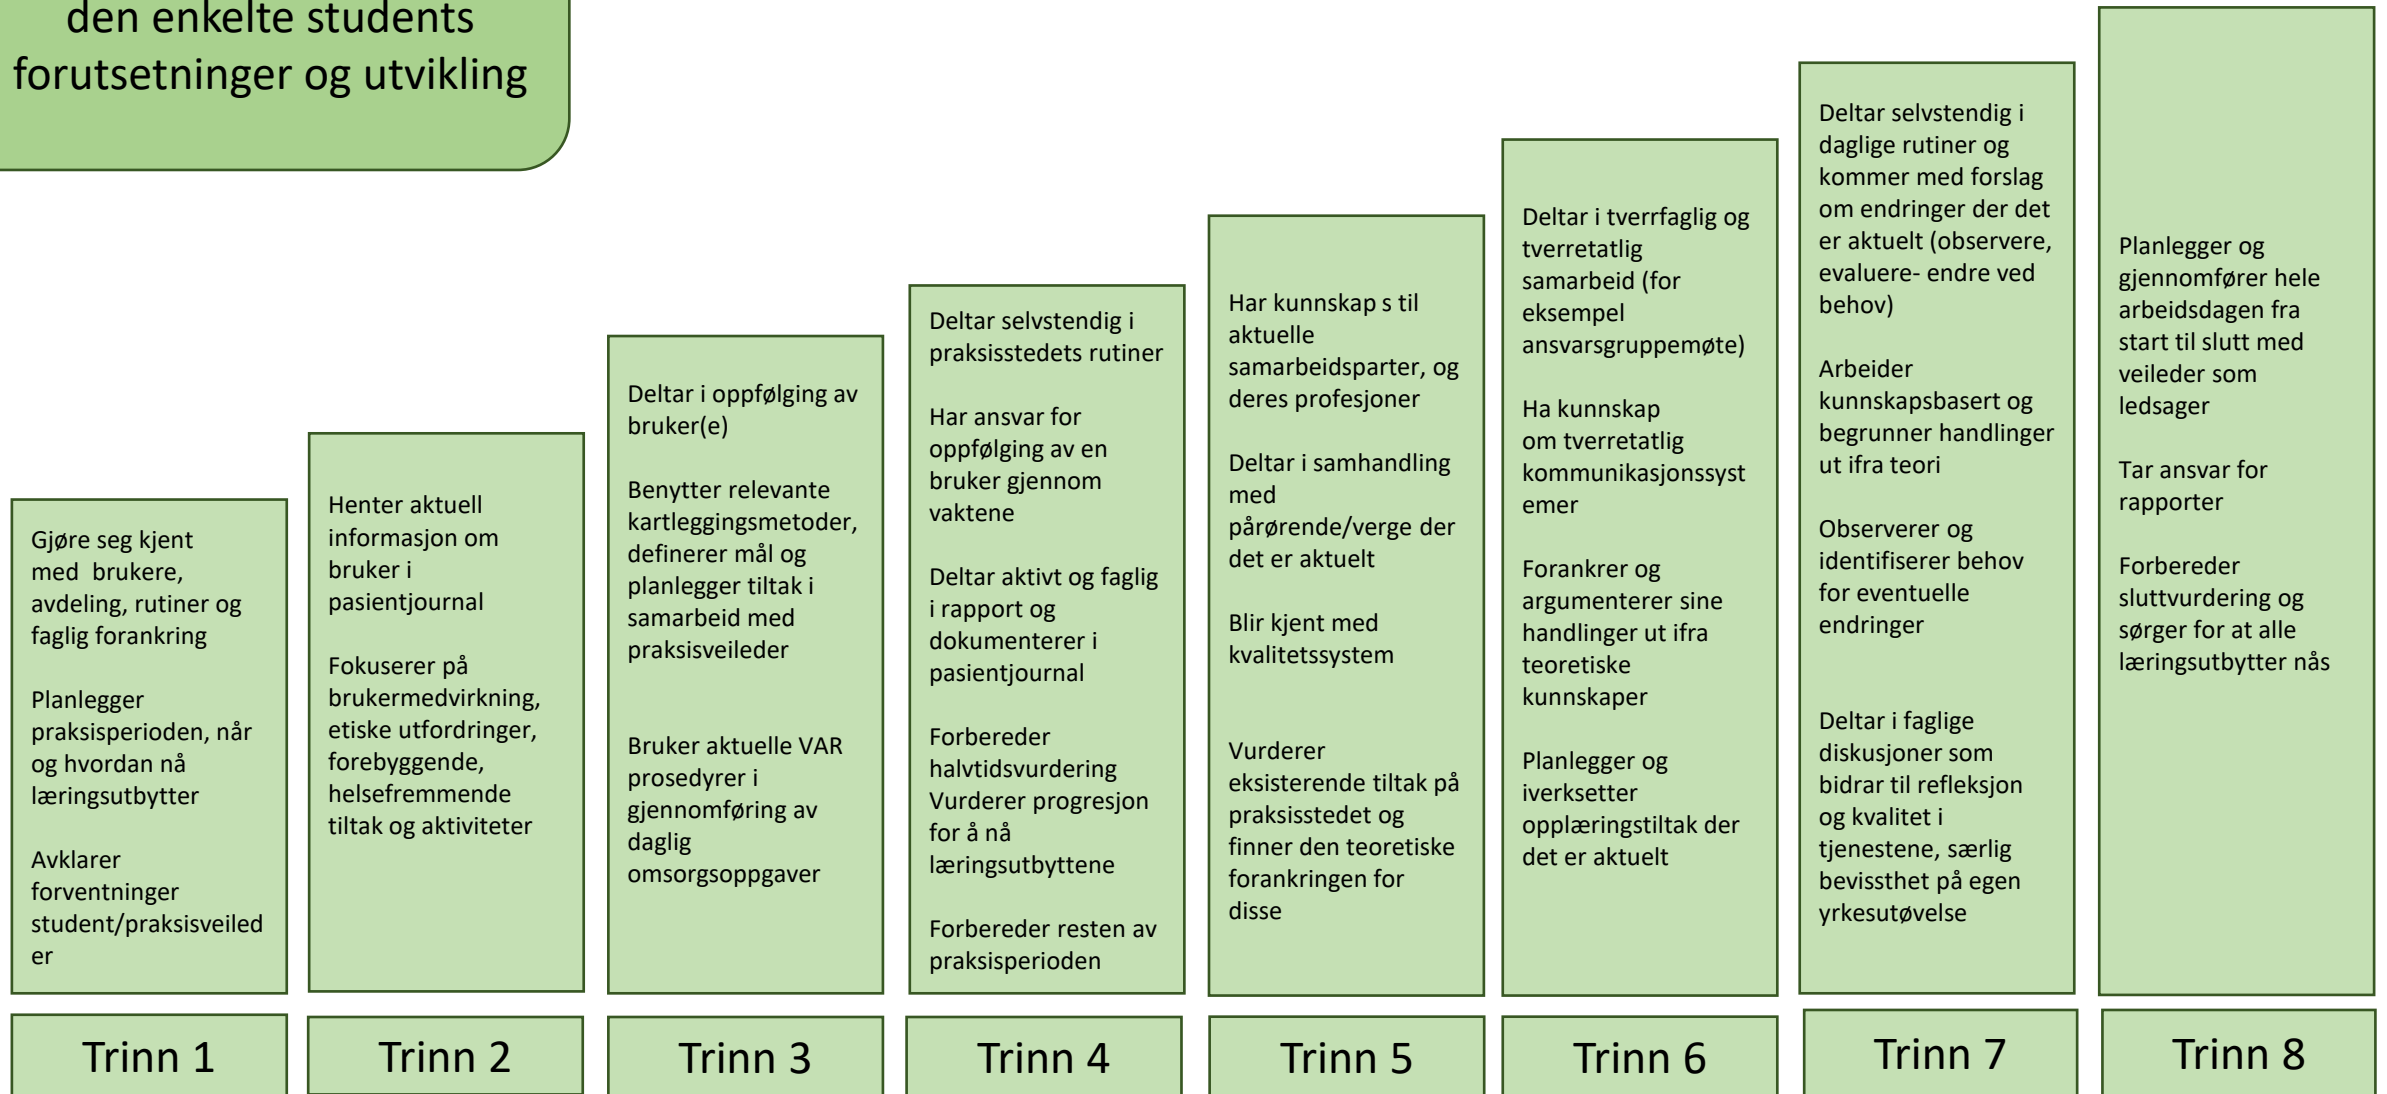 den enkelte students
forutsetninger og utvikling
Gjøre seg kjent
med  brukere,
avdeling, rutiner og
faglig forankring
Planlegger
praksisperioden, når
og hvordan nå
læringsutbytter
Avklarer
forventninger
student/praksisveiled
er
Trinn 1
Henter aktuell
informasjon om
bruker i
pasientjournal
Fokuserer på
brukermedvirkning,
etiske utfordringer,
forebyggende,
helsefremmende
tiltak og aktiviteter
Trinn 2
Deltar i oppfølging av
bruker(e)
Benytter relevante
kartleggingsmetoder,
definerer mål og
planlegger tiltak i
samarbeid med
praksisveileder
Bruker aktuelle VAR
prosedyrer i
gjennomføring av
daglig
omsorgsoppgaver
Trinn 3
Deltar selvstendig i
praksisstedets rutiner
Har ansvar for
oppfølging av en
bruker gjennom
vaktene
Deltar aktivt og faglig
i rapport og
dokumenterer i
pasientjournal
Forbereder
halvtidsvurdering
Vurderer progresjon
for å nå
læringsutbyttene
Forbereder resten av
praksisperioden
Trinn 4
Har kunnskap s til
aktuelle
samarbeidsparter, og
deres profesjoner
Deltar i samhandling
med
pårørende/verge der
det er aktuelt
Blir kjent med
kvalitetssystem
Vurderer
eksisterende tiltak på
praksisstedet og
finner den teoretiske
forankringen for
disse
Trinn 5
Deltar i tverrfaglig og
tverretatlig
samarbeid (for
eksempel
ansvarsgruppemøte)
Ha kunnskap
om tverretatlig
kommunikasjonssyst
emer
Forankrer og
argumenterer sine
handlinger ut ifra
teoretiske
kunnskaper
Planlegger og
iverksetter
opplæringstiltak der
det er aktuelt
Trinn 6
Deltar selvstendig i
daglige rutiner og
kommer med forslag
om endringer der det
er aktuelt (observere,
evaluere- endre ved
behov)
Arbeider
kunnskapsbasert og
begrunner handlinger
ut ifra teori
Observerer og
identifiserer behov
for eventuelle
endringer
Deltar i faglige
diskusjoner som
bidrar til refleksjon
og kvalitet i
tjenestene, særlig
bevissthet på egen
yrkesutøvelse
Trinn 7
Planlegger og
gjennomfører hele
arbeidsdagen fra
start til slutt med
veileder som
ledsager
Tar ansvar for
rapporter
Forbereder
sluttvurdering og
sørger for at alle
læringsutbytter nås
Trinn 8